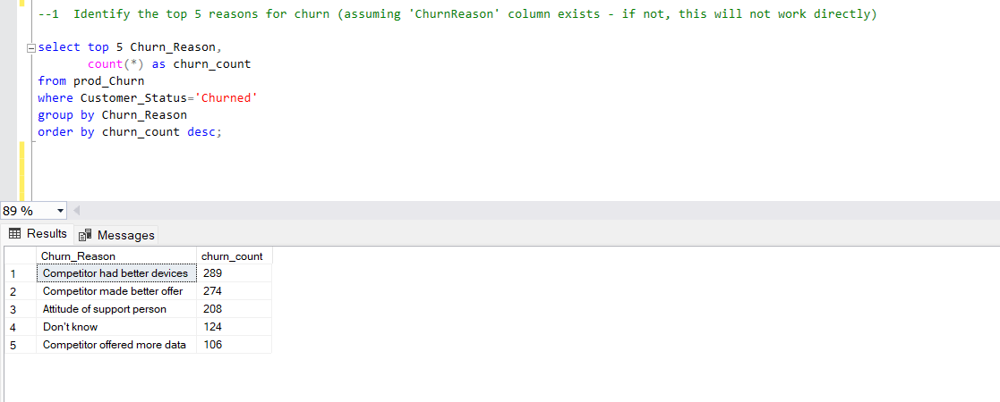 --1  Identify the top 5 reasons for churn (assuming 'ChurnReason' column exists - if not, this will not work directly)
select top 5 Churn_Reason,
count(*) as churn_count
from prod_Churn
where Customer_Status='Churned'
group by Churn_Reason
order by churn_count desc;
89 %
Results Messages
Churn_Reason churn_count
1 Competitor had better devices 289
2 Competitor made better offer 274
3 Attitude of support person 208
4 Don't know 124
5 Competitor offered more data 106